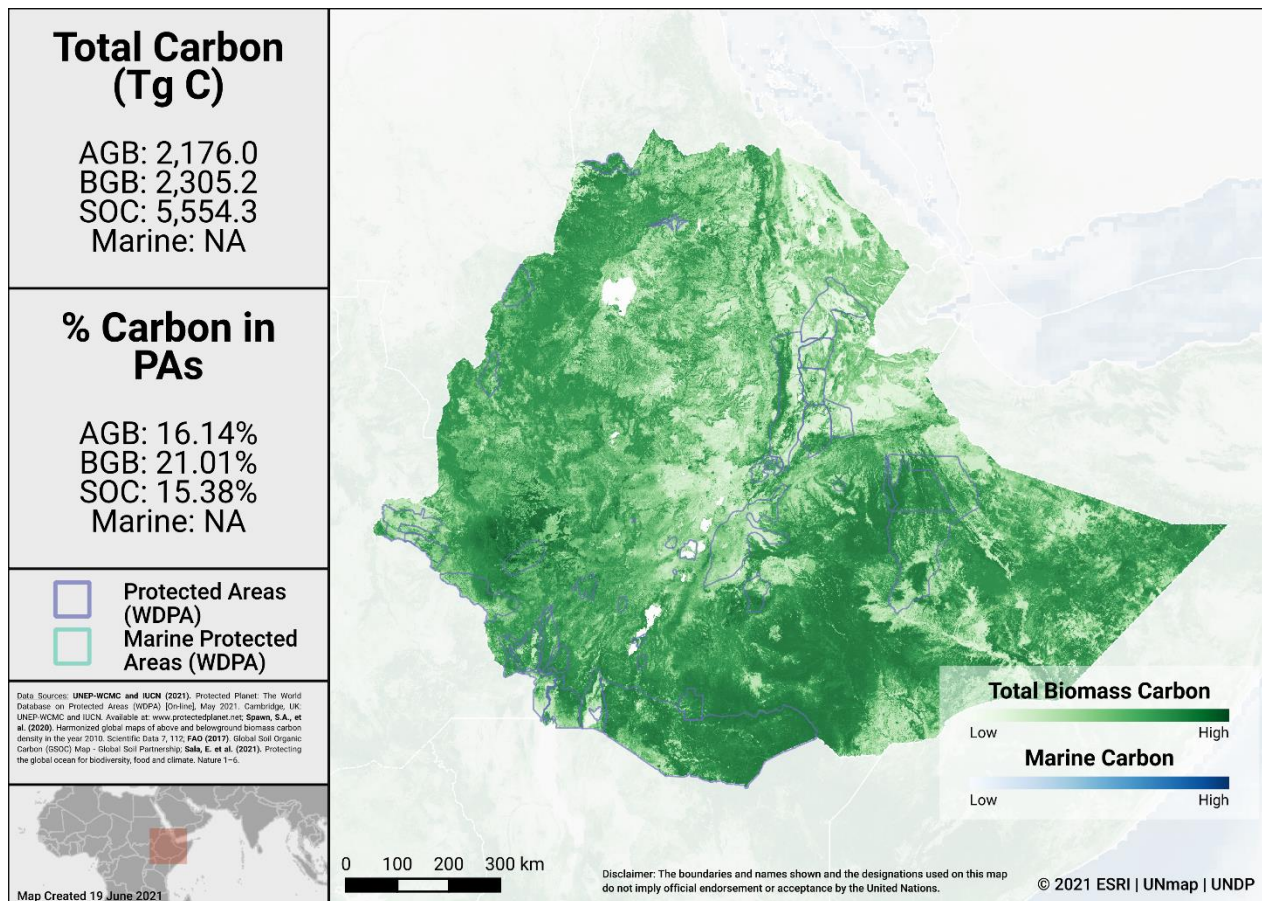 Total Carbon
(Tg C)
AGB: 2,176.0
BGB: 2,305.2
SOC: 5,554.3
Marine: NA
% Carbon in
PAs
AGB: 16.14%
BGB: 21.01%
SOC: 15.38%
Marine: NA
Protected Areas
(WDPA)
Marine Protected
Areas (WDPA)
Data Sources: UNEP-WCMC and IUCN (2021). Protected Planet: The World
Database on Protected Areas (WDPA) [On-line], May 2021. Cambridge, UK:
UNEP-WCMC and IUCN. Available at: www.protectedplanet.net; Spawn, S.A., et
al. (2020). Harmonized global maps of above and belowground biomass carbon
density in the year 2010. Scientific Data 7, 112; FAO (2017). Global Soil Organic
Carbon (GSOC) Map - Global Soil Partnership; Sala, E. et al. (2021). Protecting
the global ocean for biodiversity, food and climate. Nature 1–6.
Map Created 19 June 2021
Total Biomass Carbon
Low High
Marine Carbon
Low High
0 100 200 300 km
Disclaimer: The boundaries and names shown and the designations used on this map
do not imply official endorsement or acceptance by the United Nations.
© 2021 ESRI | UNmap | UNDP